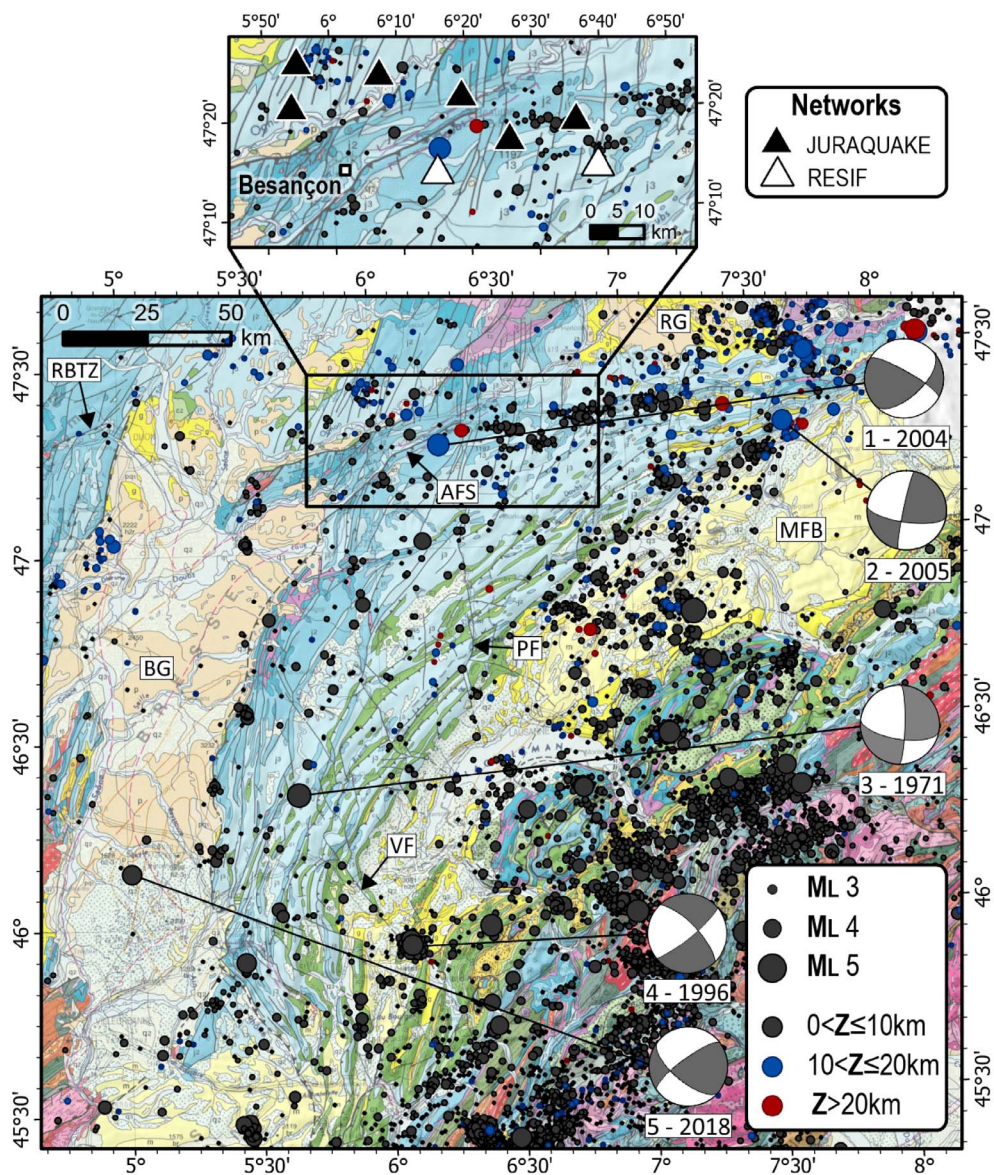 5°50' 6° 6°10' 6°20' 6°30' 6°40' 6°50'
47°20'
47°20'
47°10'
47°10'
Besançon
0 5 10
km
Networks
JURAQUAKE
RESIF
5° 5°30' 6° 6°30' 7° 7°30' 8°
0 25 50
km
RBTZ
RG
47°30'
47°30'
1 - 2004
AFS
MFB
47°
47°
2 - 2005
BG
PF
LAUSANNE
LEMAN
46°30'
46°30'
3 - 1971
VF
46°
46°
4 - 1996
5 - 2018
45°30'
45°30'
ML 3
ML 4
ML 5
0<Z≤10km
10<Z≤20km
Z>20km
5° 5°30' 6° 6°30' 7° 7°30' 8°